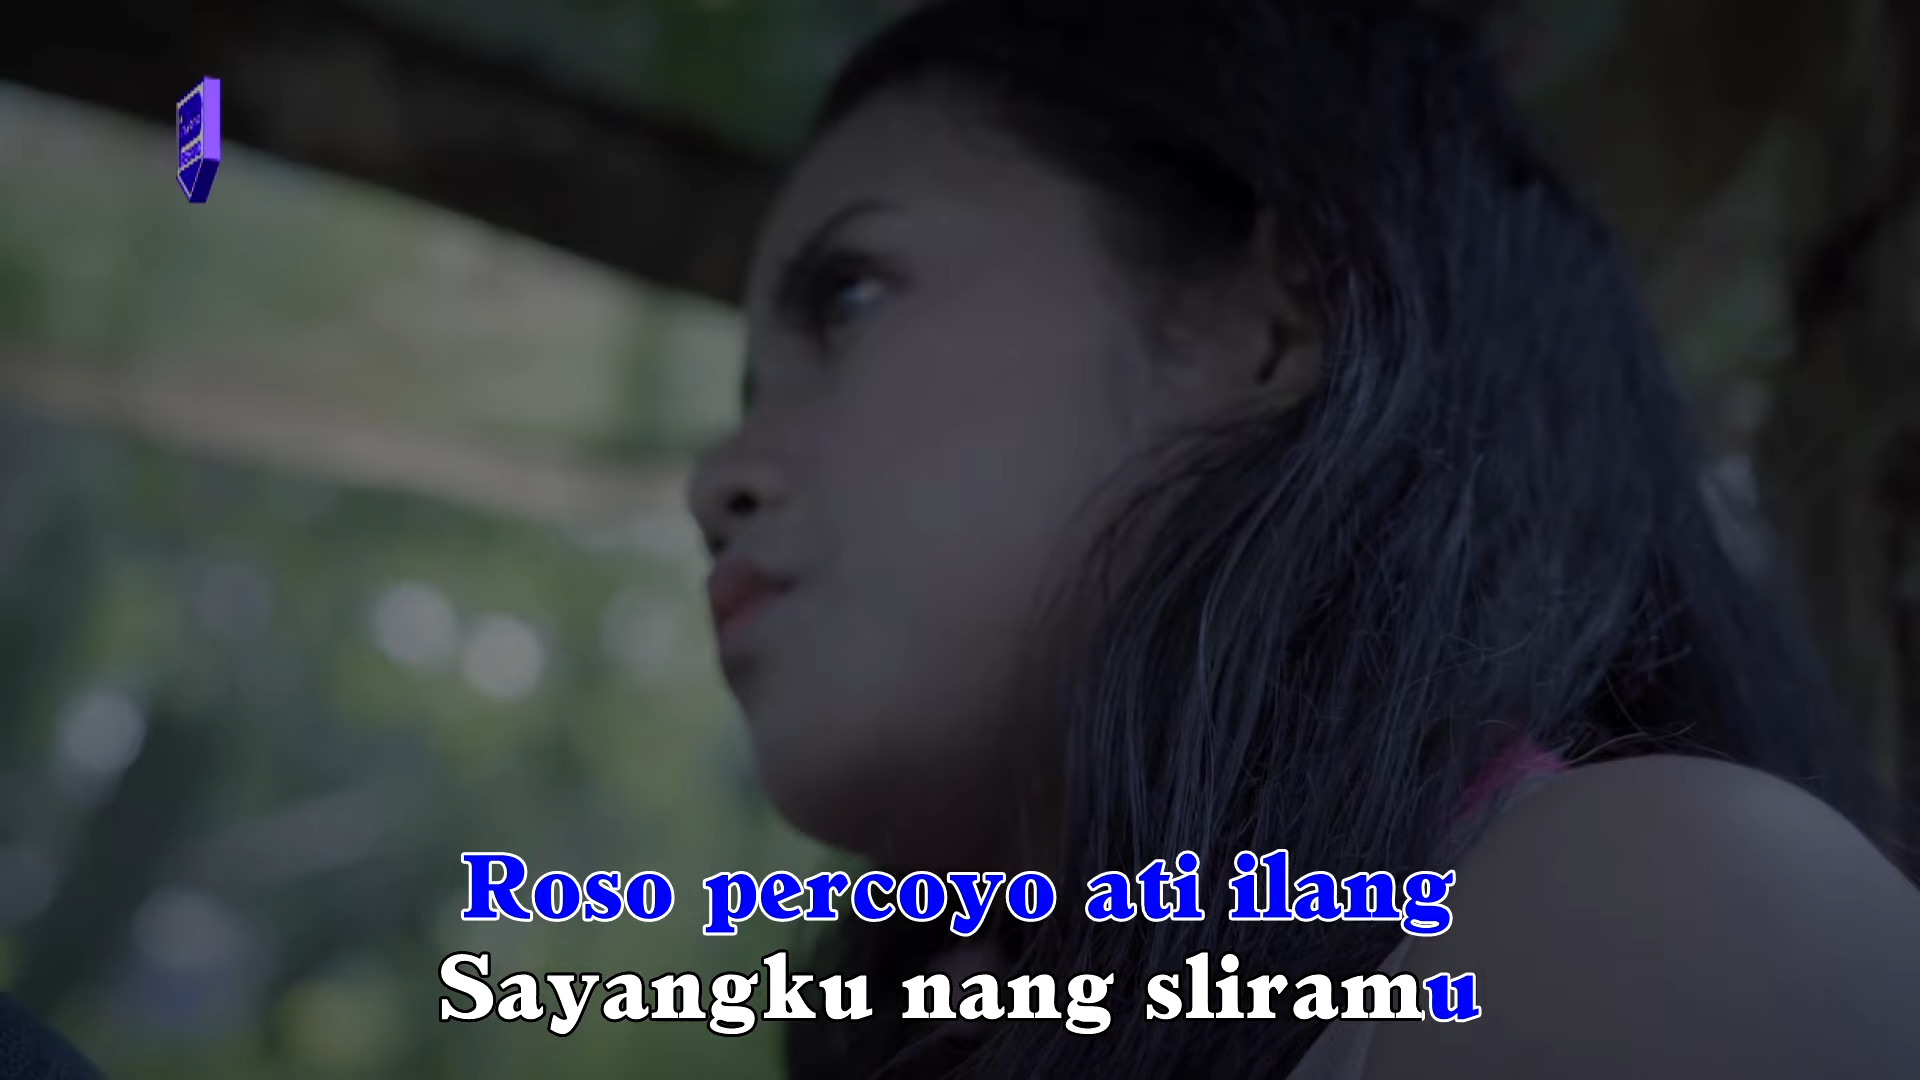 Roso percoyo ati ilang
Sayangku nang sliramu